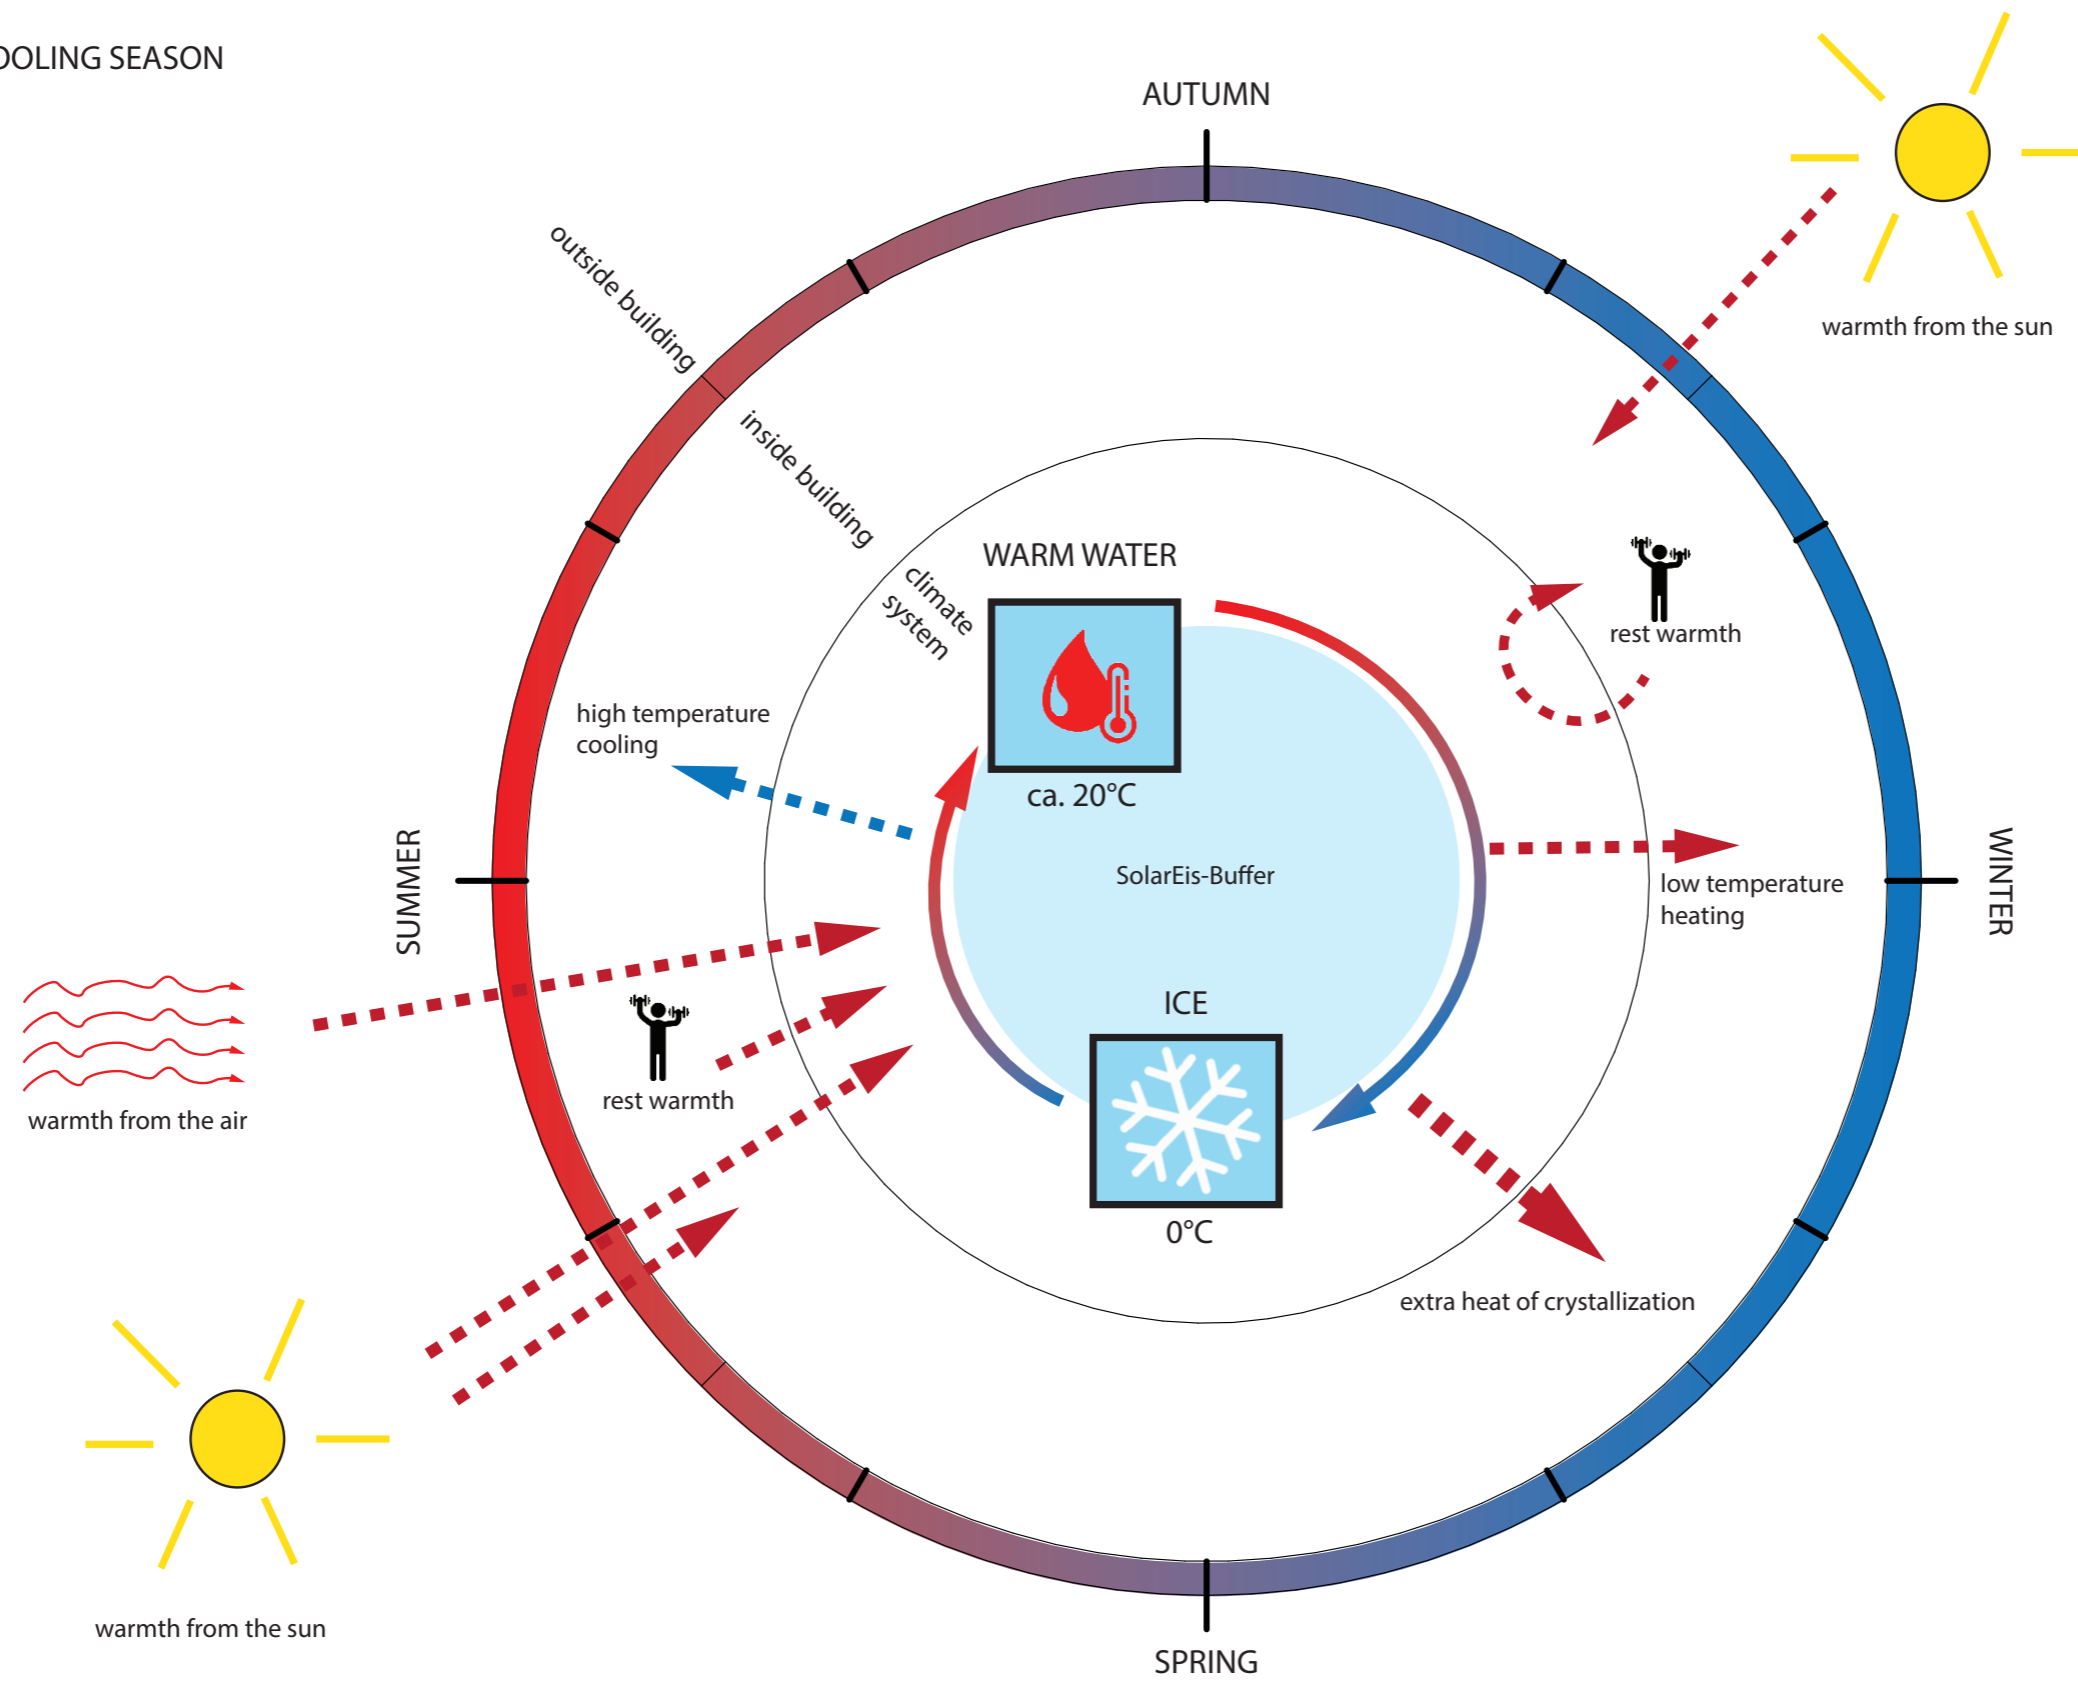 OOLING SEASON
AUTUMN
warmth from the sun
outside building
inside building
climate
system
WARM WATER
ca. 20°C
rest warmth
high temperature
cooling
SUMMER
SolarEis-Buffer
low temperature
heating
WINTER
ICE
0°C
rest warmth
warmth from the air
extra heat of crystallization
warmth from the sun
SPRING